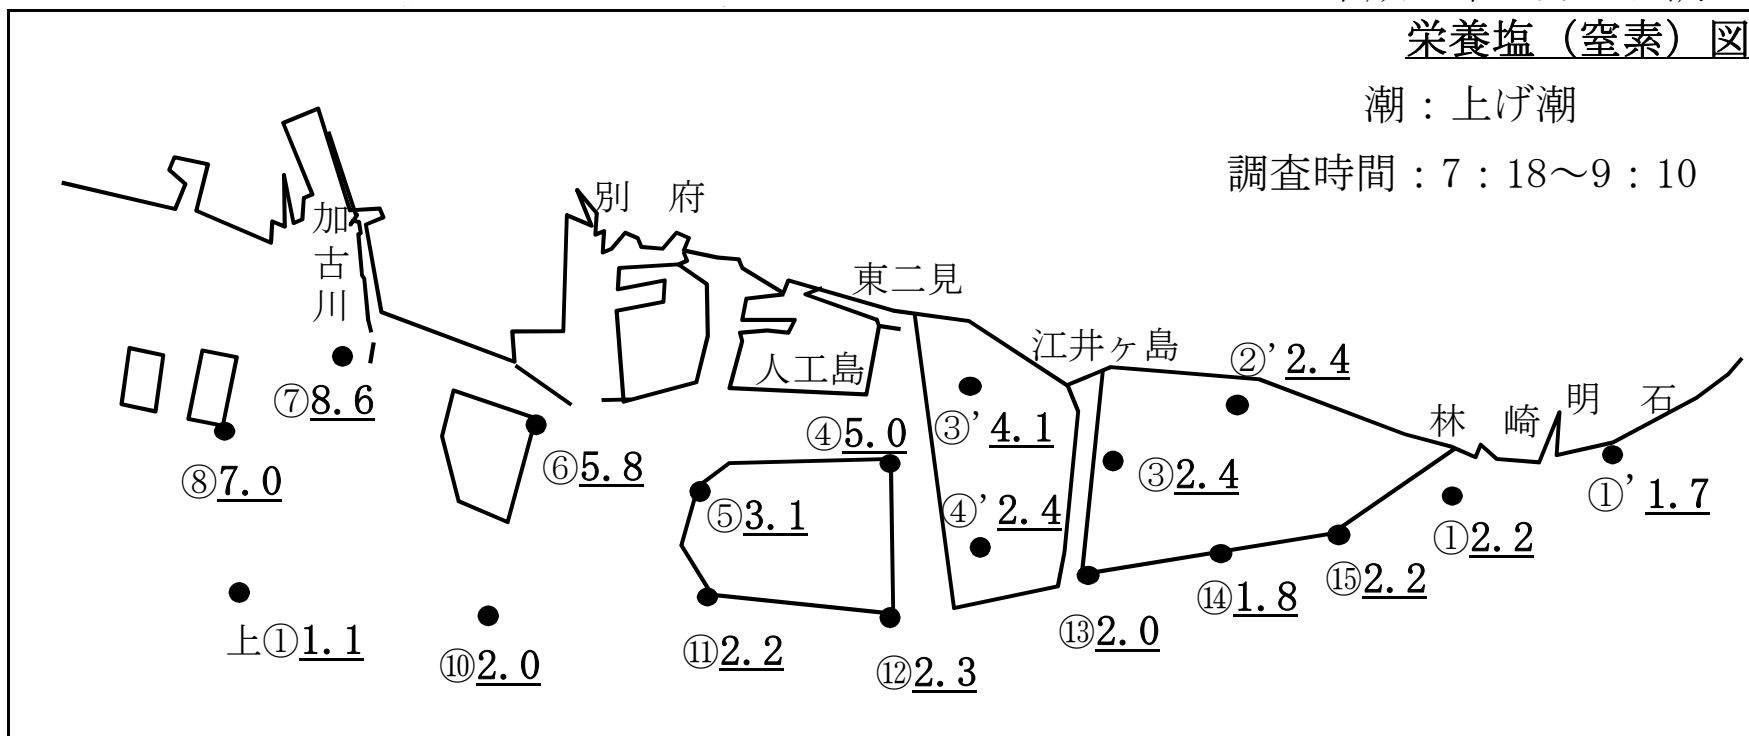 栄養塩（窒素）図
潮：上げ潮
調査時間：7：18～9：10
別　府
加古川
東二見
江井ヶ島
②’2.4
人工島
林　崎
明　石
⑦8.6
④5.0
③’4.1
⑧7.0
⑥5.8
③2.4
①’1.7
⑤3.1
④’2.4
①2.2
⑮2.2
⑭1.8
上①1.1
⑬2.0
⑩2.0
⑪2.2
⑫2.3